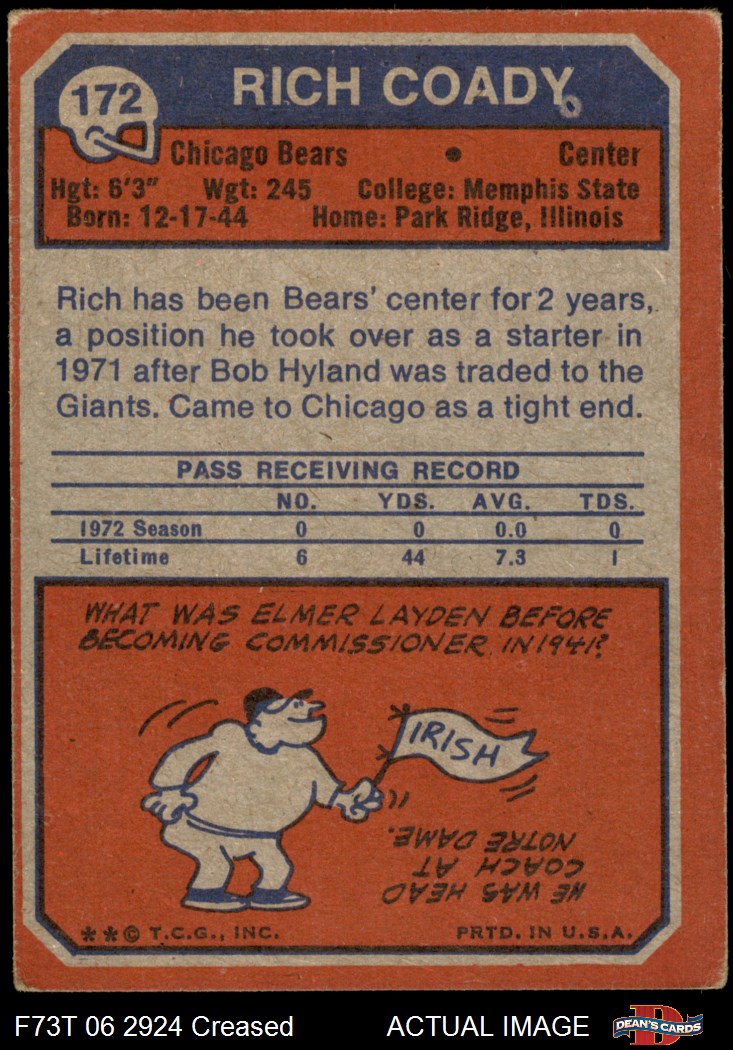 172
RICH COADY
Chicago Bears • Center
Hgt: 6'3" Wgt: 245 College: Memphis State
Born: 12-17-44 Home: Park Ridge, Illinois
Rich has been Bears' center for 2 years,
a position he took over as a starter in
1971 after Bob Hyland was traded to the
Giants. Came to Chicago as a tight end.
PASS RECEIVING RECORD
NO. YDS. AVG. TDS.
1972 Season 0 0 0.0 0
Lifetime 6 44 7.3 1
WHAT WAS ELMER LAYDEN BEFORE
BECOMING COMMISSIONER IN 1941?
IRISH
HE WAS HEAD
COACH AT
NOTRE DAME.
**© T.C.G., INC. PRTD. IN U.S.A.
F73T 06 2924 Creased ACTUAL IMAGE
D
DEAN'S CARDS